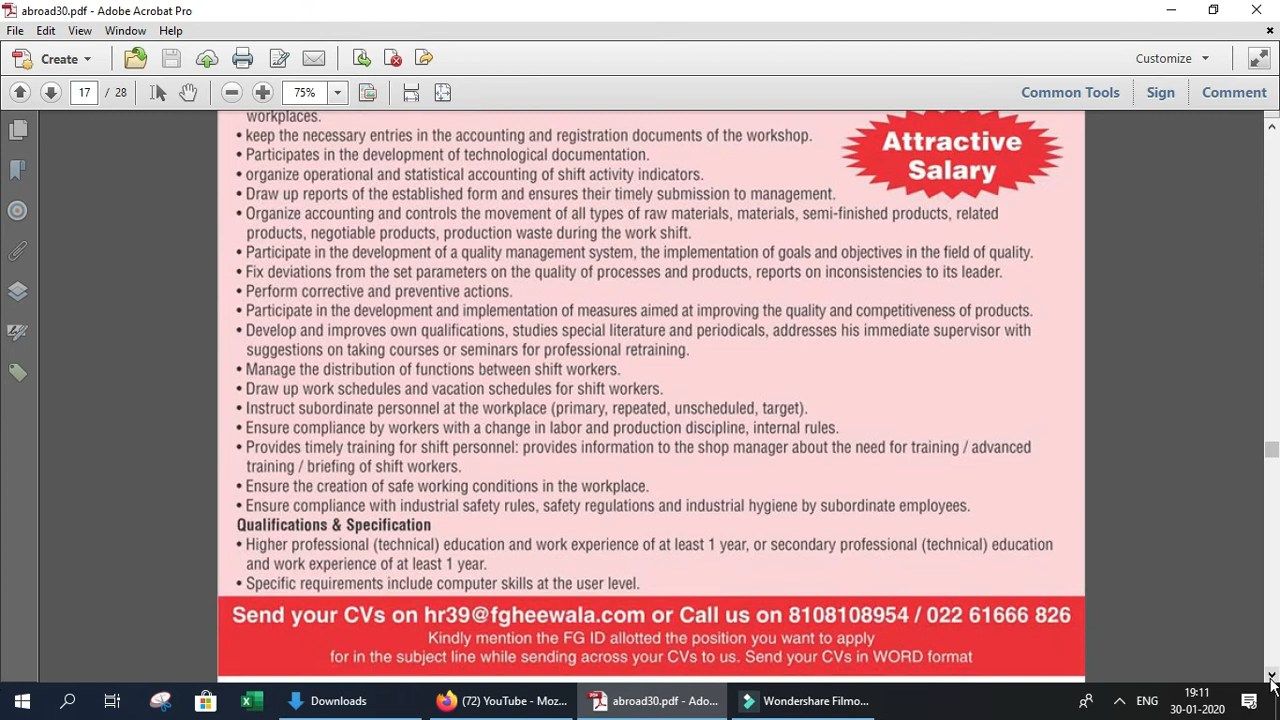 abroad30.pdf - Adobe Acrobat Pro
File Edit View Window Help
Create
Customize
17 / 28
75%
Common Tools Sign Comment
workplaces.
• keep the necessary entries in the accounting and registration documents of the workshop.
• Participates in the development of technological documentation.
• organize operational and statistical accounting of shift activity indicators.
• Draw up reports of the established form and ensures their timely submission to management.
Attractive
Salary
• Organize accounting and controls the movement of all types of raw materials, materials, semi-finished products, related
products, negotiable products, production waste during the work shift.
• Participate in the development of a quality management system, the implementation of goals and objectives in the field of quality.
• Fix deviations from the set parameters on the quality of processes and products, reports on inconsistencies to its leader.
• Perform corrective and preventive actions.
• Participate in the development and implementation of measures aimed at improving the quality and competitiveness of products.
• Develop and improves own qualifications, studies special literature and periodicals, addresses his immediate supervisor with
suggestions on taking courses or seminars for professional retraining.
• Manage the distribution of functions between shift workers.
• Draw up work schedules and vacation schedules for shift workers.
• Instruct subordinate personnel at the workplace (primary, repeated, unscheduled, target).
• Ensure compliance by workers with a change in labor and production discipline, internal rules.
• Provides timely training for shift personnel: provides information to the shop manager about the need for training / advanced
training / briefing of shift workers.
• Ensure the creation of safe working conditions in the workplace.
• Ensure compliance with industrial safety rules, safety regulations and industrial hygiene by subordinate employees.
Qualifications & Specification
• Higher professional (technical) education and work experience of at least 1 year, or secondary professional (technical) education
and work experience of at least 1 year.
• Specific requirements include computer skills at the user level.
Send your CVs on hr39@fgheewala.com or Call us on 8108108954 / 022 61666 826
Kindly mention the FG ID allotted the position you want to apply
for in the subject line while sending across your CVs to us. Send your CVs in WORD format
Downloads
(72) YouTube - Moz...
abroad30.pdf - Ado...
Wondershare Filmo...
ENG
19:11
30-01-2020